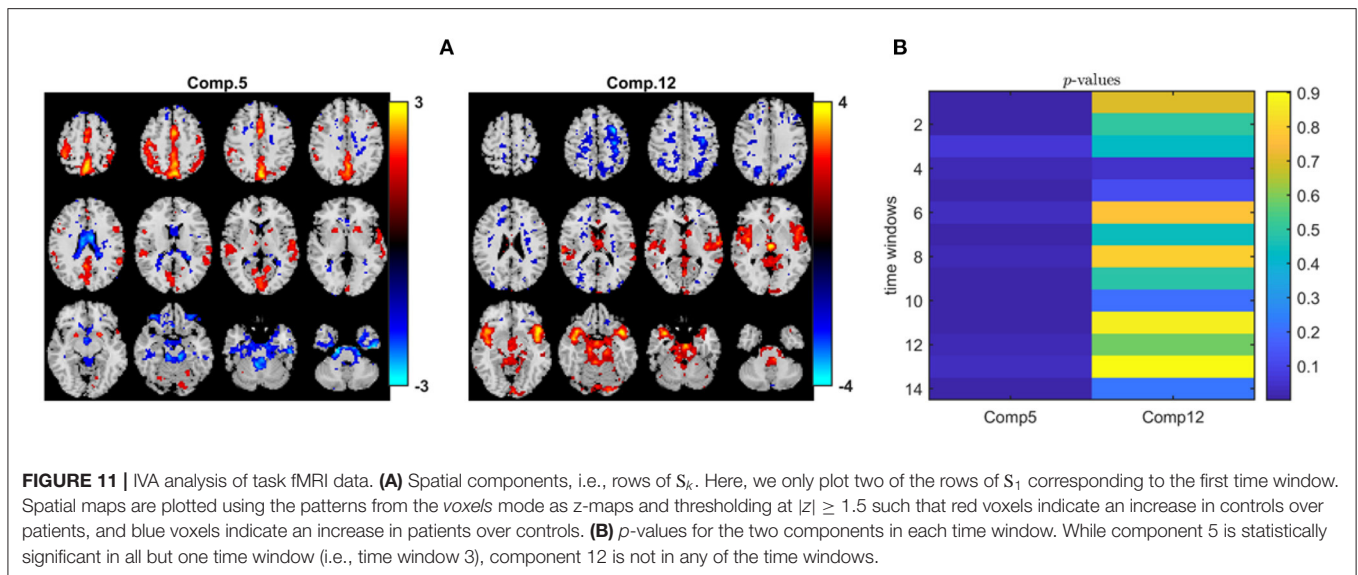 A
B
Comp.5
3
-3
Comp.12
4
-4
p-values
time windows
2
4
6
8
10
12
14
Comp5
Comp12
0.9
0.8
0.7
0.6
0.5
0.4
0.3
0.2
0.1
FIGURE 11 | IVA analysis of task fMRI data. (A) Spatial components, i.e., rows of Sₖ. Here, we only plot two of the rows of S₁ corresponding to the first time window.
Spatial maps are plotted using the patterns from the voxels mode as z-maps and thresholding at |z| ≥ 1.5 such that red voxels indicate an increase in controls over
patients, and blue voxels indicate an increase in patients over controls. (B) p-values for the two components in each time window. While component 5 is statistically
significant in all but one time window (i.e., time window 3), component 12 is not in any of the time windows.